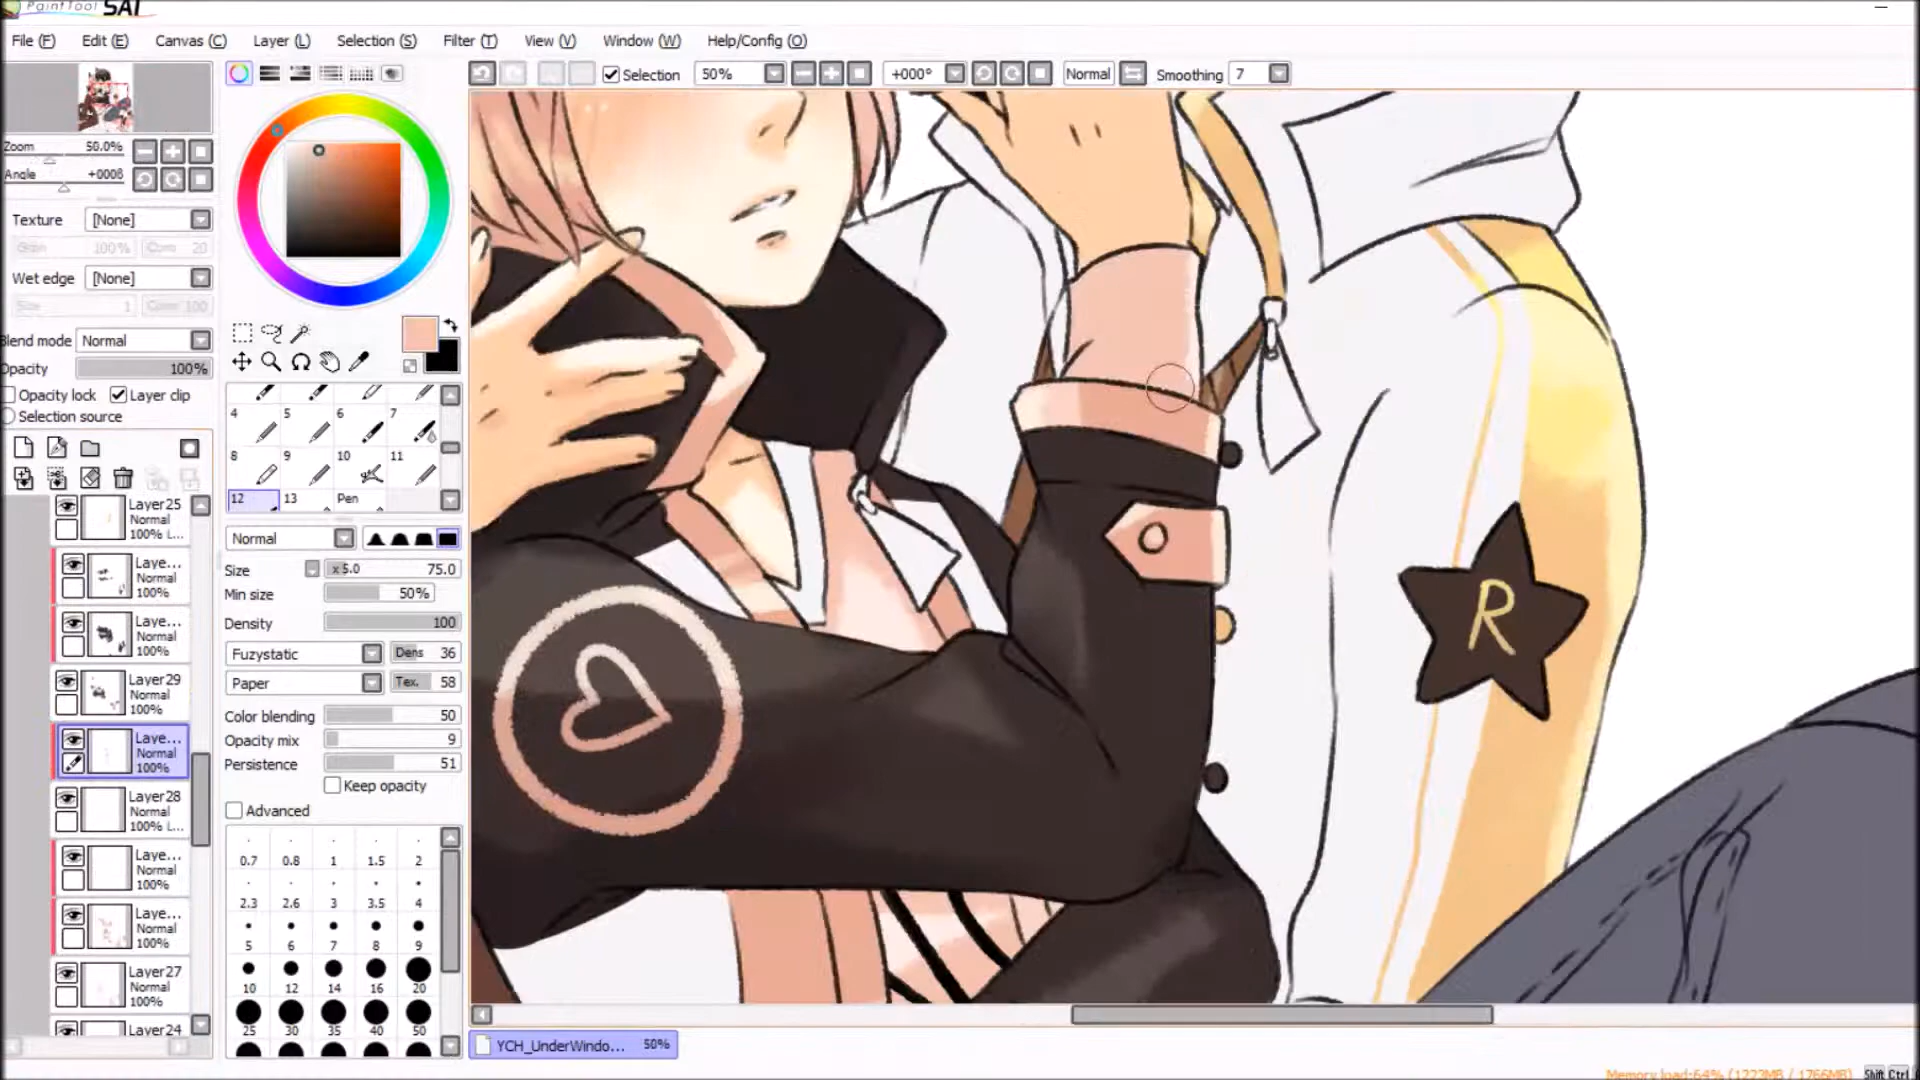 PaintTool SAI
File (F) Edit (E) Canvas (C) Layer (L) Selection (S) Filter (T) View (V) Window (W) Help/Config (O)
Selection 50% +000° Normal Smoothing 7
Zoom 50.0%
Angle +000§
Texture [None]
Grain 100% Conc 20
Wet edge [None]
Size 1 Conc 100
Blend mode Normal
Opacity 100%
Opacity lock Layer clip
Selection source
Layer25
Normal
100% L...
Laye...
Normal
100%
Laye...
Normal
100%
Layer29
Normal
100%
Laye...
Normal
100%
Layer28
Normal
100% L...
Laye...
Normal
100%
Laye...
Normal
100%
Layer27
Normal
100%
Layer24
4 5 6 7
8 9 10 11
12 13 Pen
Normal
Size x 5.0 75.0
Min size 50%
Density 100
Fuzystatic Dens 36
Paper Tex. 58
Color blending 50
Opacity mix 9
Persistence 51
Keep opacity
Advanced
0.7 0.8 1 1.5 2
2.3 2.6 3 3.5 4
5 6 7 8 9
10 12 14 16 20
25 30 35 40 50
R
YCH_UnderWindo... 50%
Memory load:64% (1223MB / 1766MB) Shift Ctrl